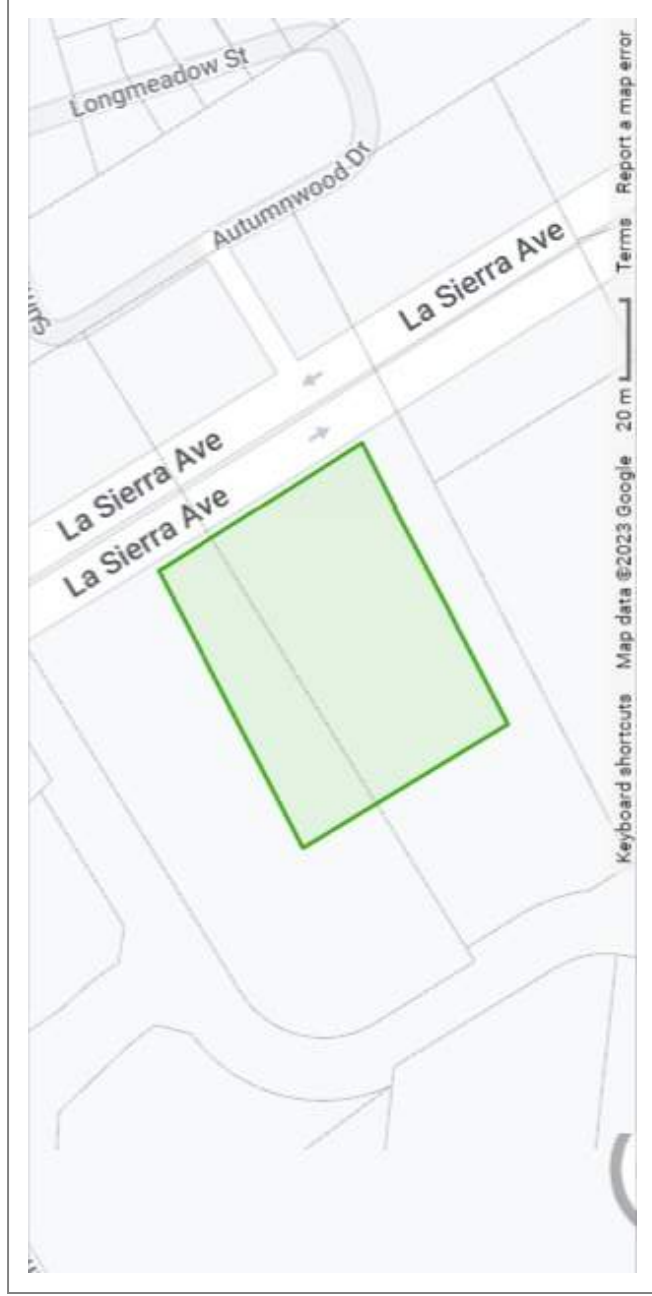 Longmeadow St
Autumnwood Dr
La Sierra Ave
La Sierra Ave
La Sierra Ave
Keyboard shortcuts Map data ©2023 Google 20 m Terms Report a map error